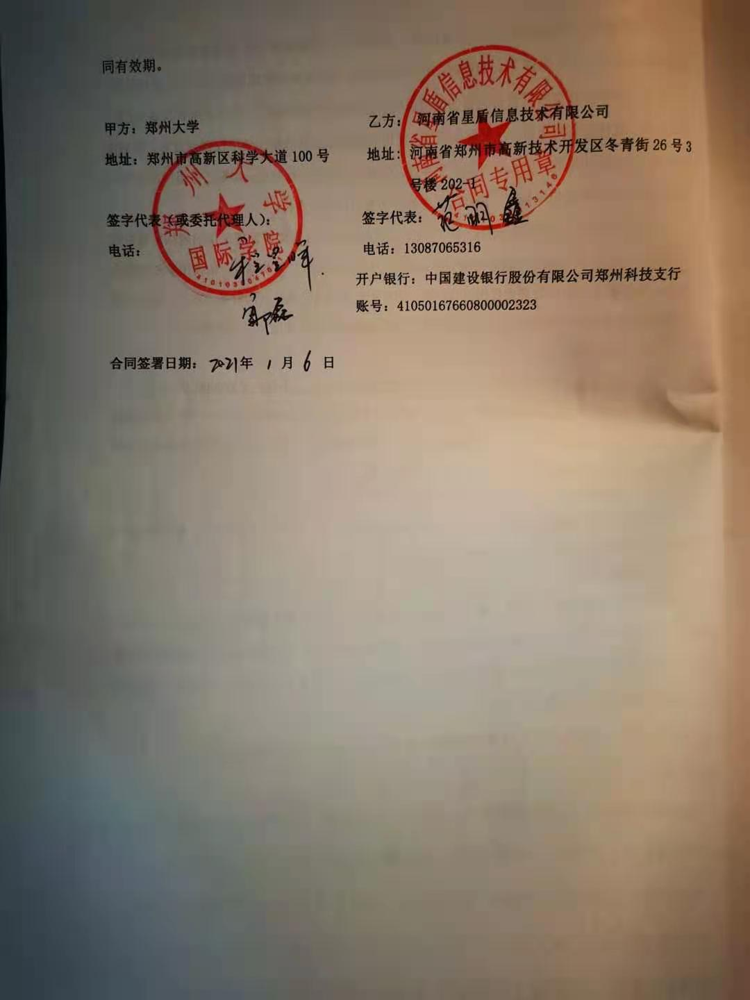 同有效期。
甲方：郑州大学
地址：郑州市高新区科学大道 100 号
签字代表（或委托代理人）：
电话：
郭磊
乙方： 河南省星盾信息技术有限公司
地址：河南省郑州市高新技术开发区冬青街 26 号 3
号楼 202-1
签字代表：范明鑫
电话：13087065316
开户银行：中国建设银行股份有限公司郑州科技支行
账号：41050167660800002323
合同签署日期：2021年 1 月 6 日
郑州大学
国际学院
河南省星盾信息技术有限公司
合同专用章